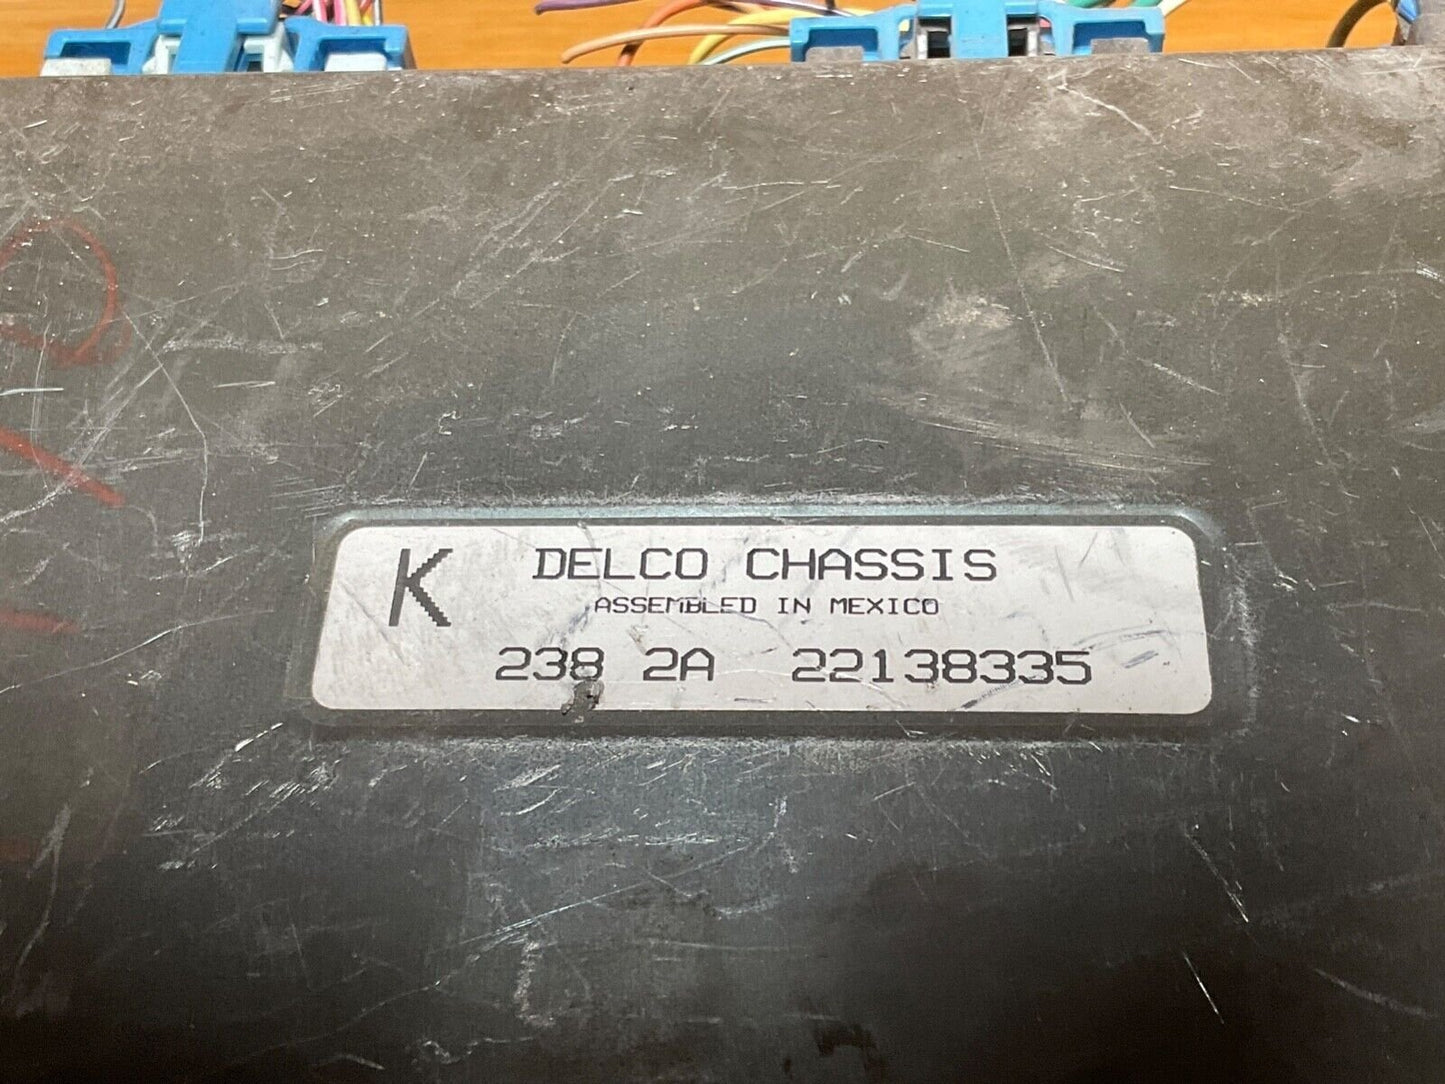 K DELCO CHASSIS
ASSEMBLED IN MEXICO
238 2A 22138335